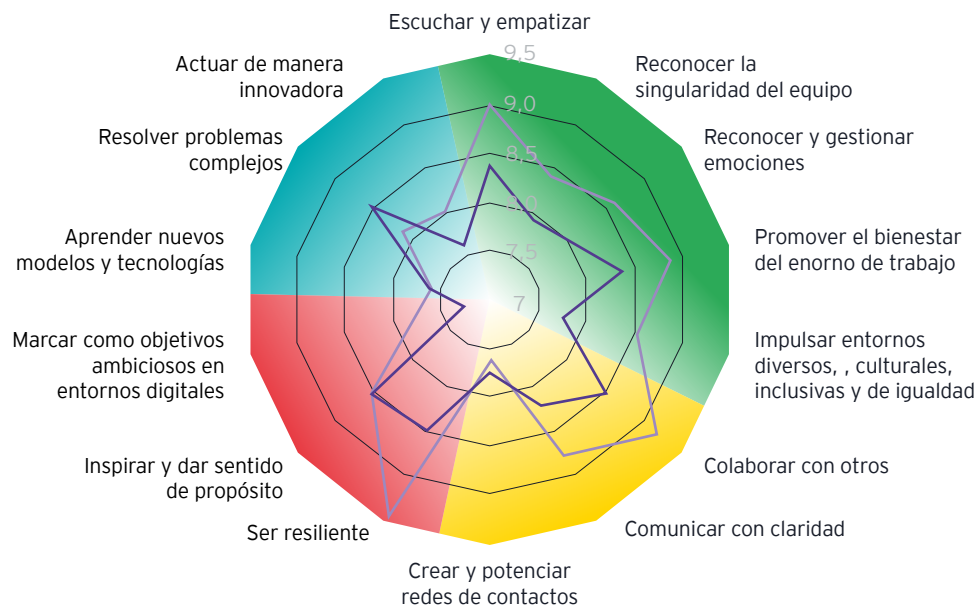 Escuchar y empatizar
9,5
Actuar de manera
innovadora
Reconocer la
singularidad del equipo
9,0
Resolver problemas
complejos
Reconocer y gestionar
emociones
8,5
8,0
Aprender nuevos
modelos y tecnologías
7,5
Promover el bienestar
del enorno de trabajo
7
Marcar como objetivos
ambiciosos en
entornos digitales
Impulsar entornos
diversos, , culturales,
inclusivas y de igualdad
Inspirar y dar sentido
de propósito
Colaborar con otros
Ser resiliente
Comunicar con claridad
Crear y potenciar
redes de contactos